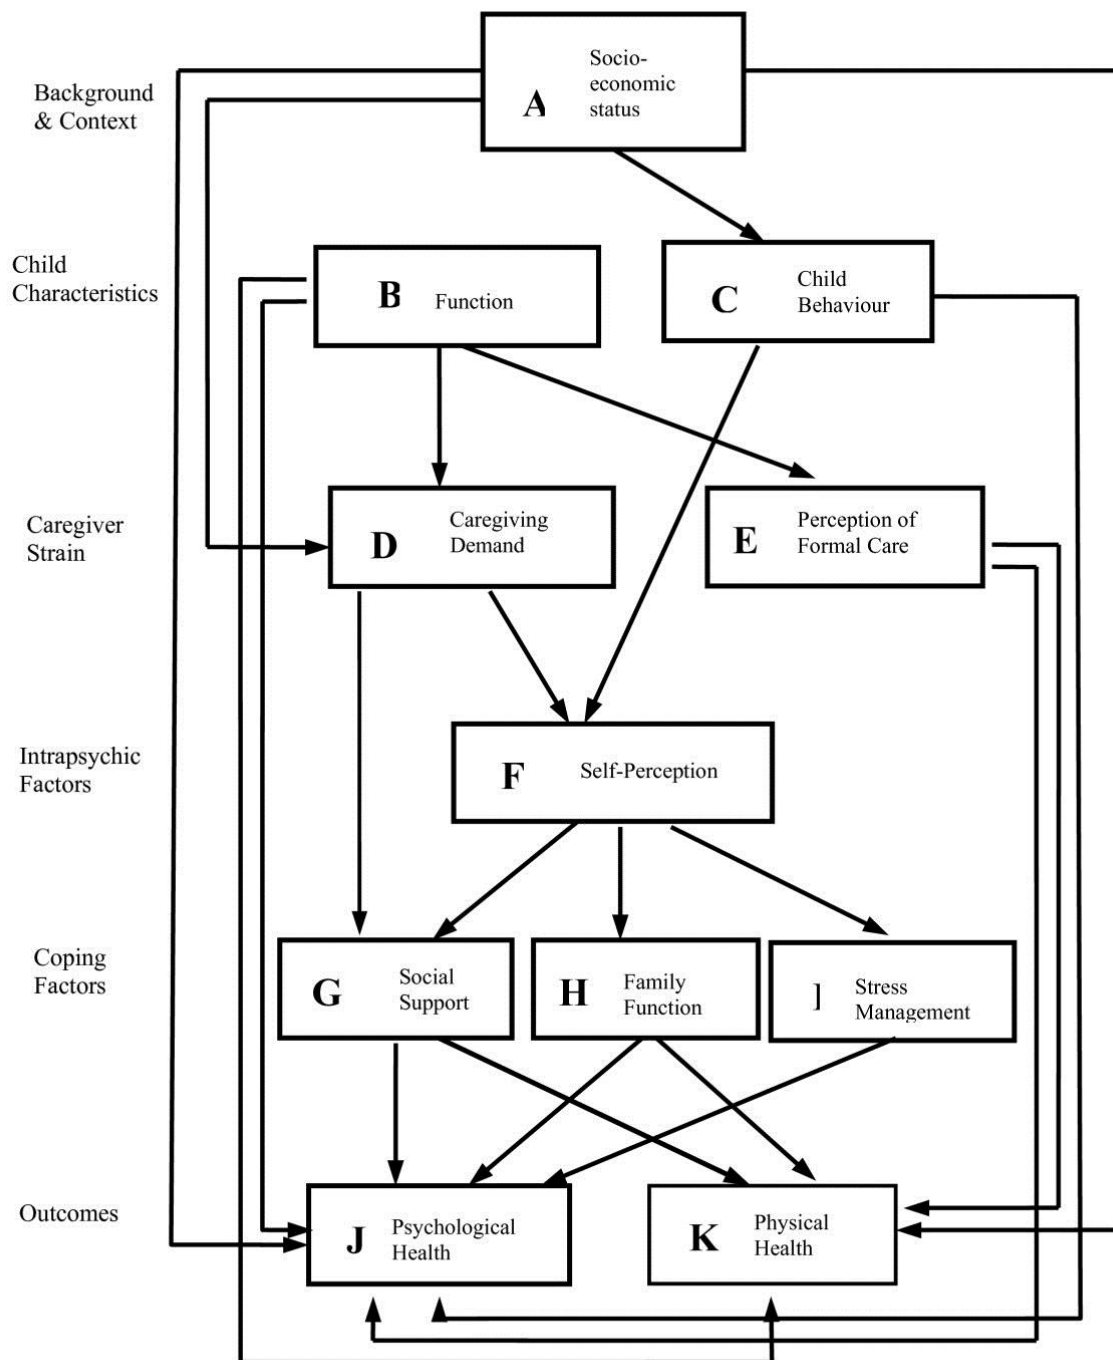 Background
& Context
A
Socio-
economic
status
Child
Characteristics
B
Function
C
Child
Behaviour
Caregiver
Strain
D
Caregiving
Demand
E
Perception of
Formal Care
Intrapsychic
Factors
F
Self-Perception
Coping
Factors
G
Social
Support
H
Family
Function
I
Stress
Management
Outcomes
J
Psychological
Health
K
Physical
Health